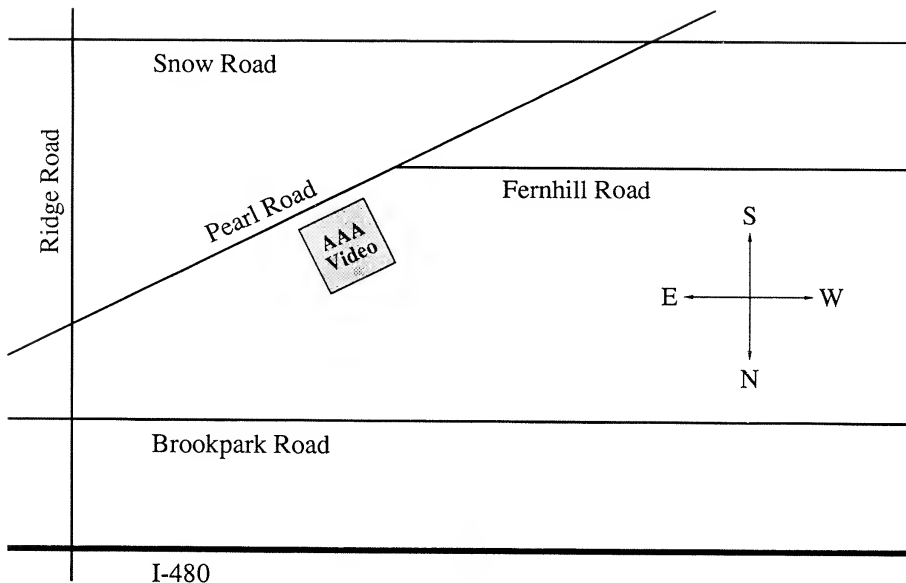 Snow Road
Ridge Road
Pearl Road
Fernhill Road
AAA
Video
S
E
W
N
Brookpark Road
I-480